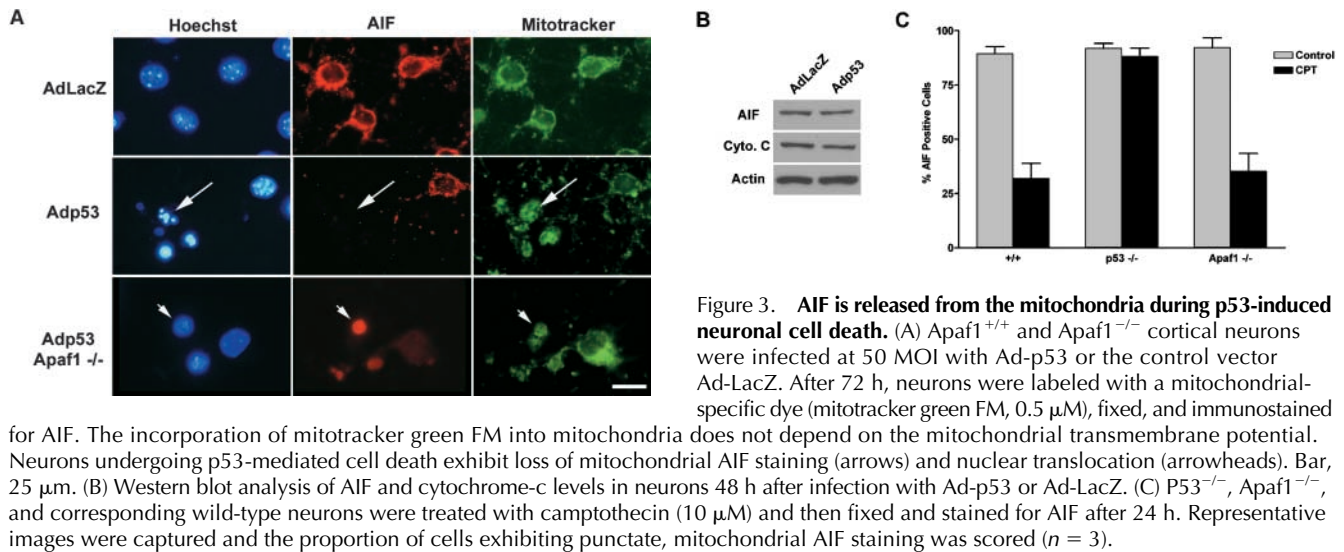 A
Hoechst AIF Mitotracker
AdLacZ
Adp53
Adp53
Apaf1 -/-
B
AdLacZ
Adp53
AIF
Cyto. C
Actin
C
100
75
50
25
0
% AIF Positive Cells
+/+ p53 -/- Apaf1 -/-
Control
CPT
Figure 3. AIF is released from the mitochondria during p53-induced
neuronal cell death. (A) Apaf1+/+ and Apaf1−/− cortical neurons
were infected at 50 MOI with Ad-p53 or the control vector
Ad-LacZ. After 72 h, neurons were labeled with a mitochondrial-
specific dye (mitotracker green FM, 0.5 μM), fixed, and immunostained
for AIF. The incorporation of mitotracker green FM into mitochondria does not depend on the mitochondrial transmembrane potential.
Neurons undergoing p53-mediated cell death exhibit loss of mitochondrial AIF staining (arrows) and nuclear translocation (arrowheads). Bar,
25 μm. (B) Western blot analysis of AIF and cytochrome-c levels in neurons 48 h after infection with Ad-p53 or Ad-LacZ. (C) P53−/−, Apaf1−/−,
and corresponding wild-type neurons were treated with camptothecin (10 μM) and then fixed and stained for AIF after 24 h. Representative
images were captured and the proportion of cells exhibiting punctate, mitochondrial AIF staining was scored (n = 3).